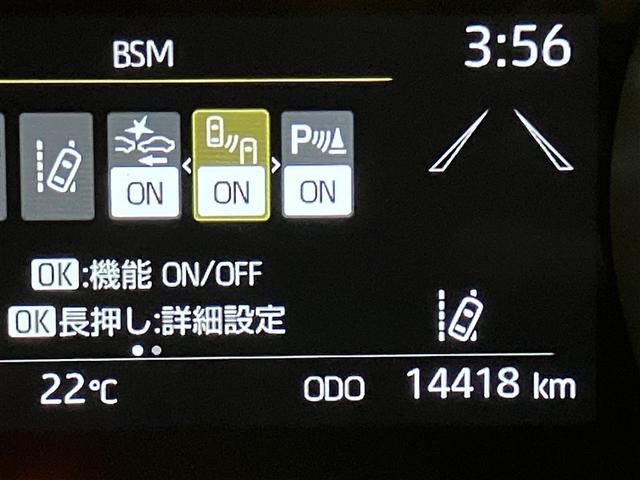 BSM 3:56
P
ON ON ON
OK:機能 ON/OFF
OK長押し:詳細設定
22℃ ODO 14418 km